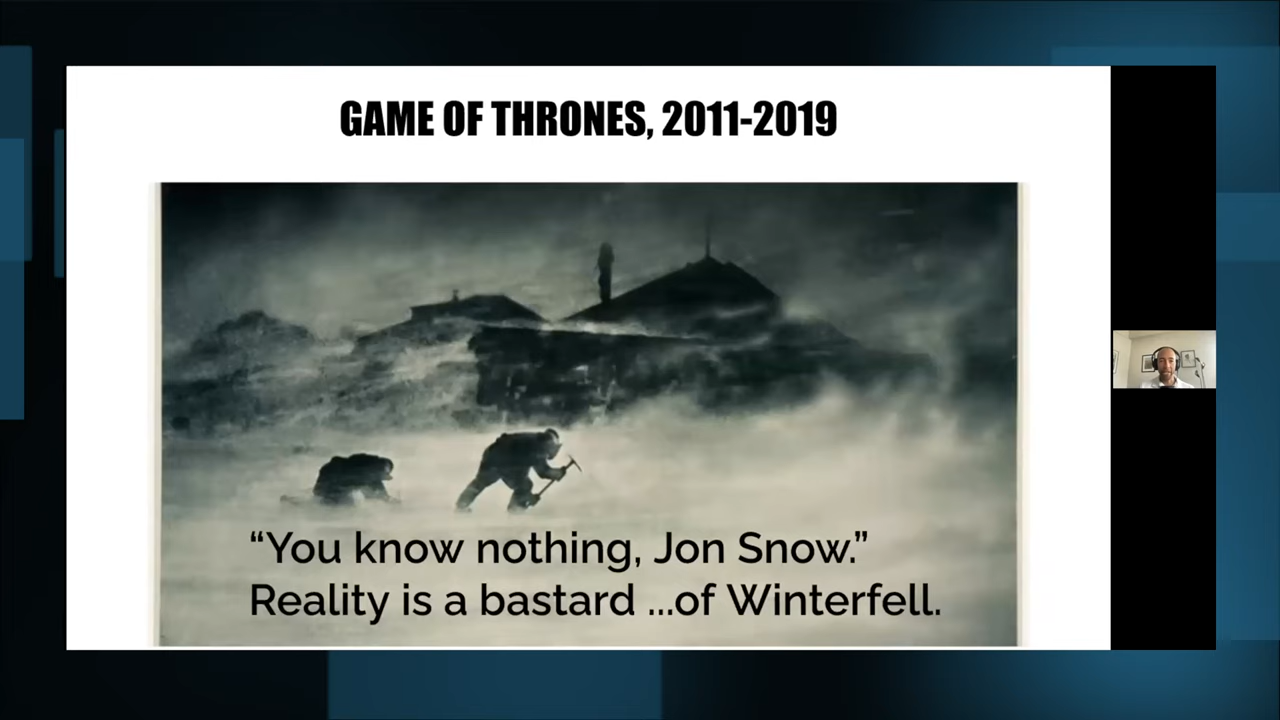 GAME OF THRONES, 2011-2019
“You know nothing, Jon Snow.”
Reality is a bastard ...of Winterfell.